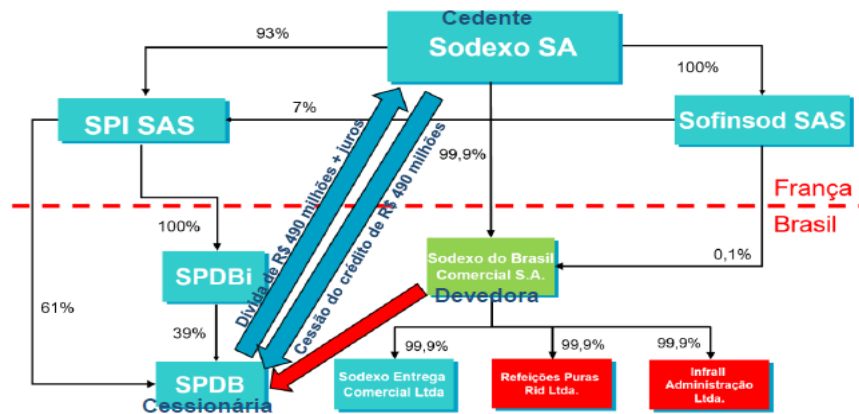 Cedente
Sodexo SA
93%
100%
SPI SAS
7%
Sofinsod SAS
99,9%
Dívida de R$ 490 milhões + juros
Cessão do crédito de R$ 490 milhões
França
Brasil
100%
0,1%
SPDBi
Sodexo do Brasil
Comercial S.A.
Devedora
61%
39%
99,9%
99,9%
99,9%
SPDB
Cessionária
Sodexo Entrega
Comercial Ltda
Refeições Puras
Rid Ltda.
Infrall
Administração
Ltda.